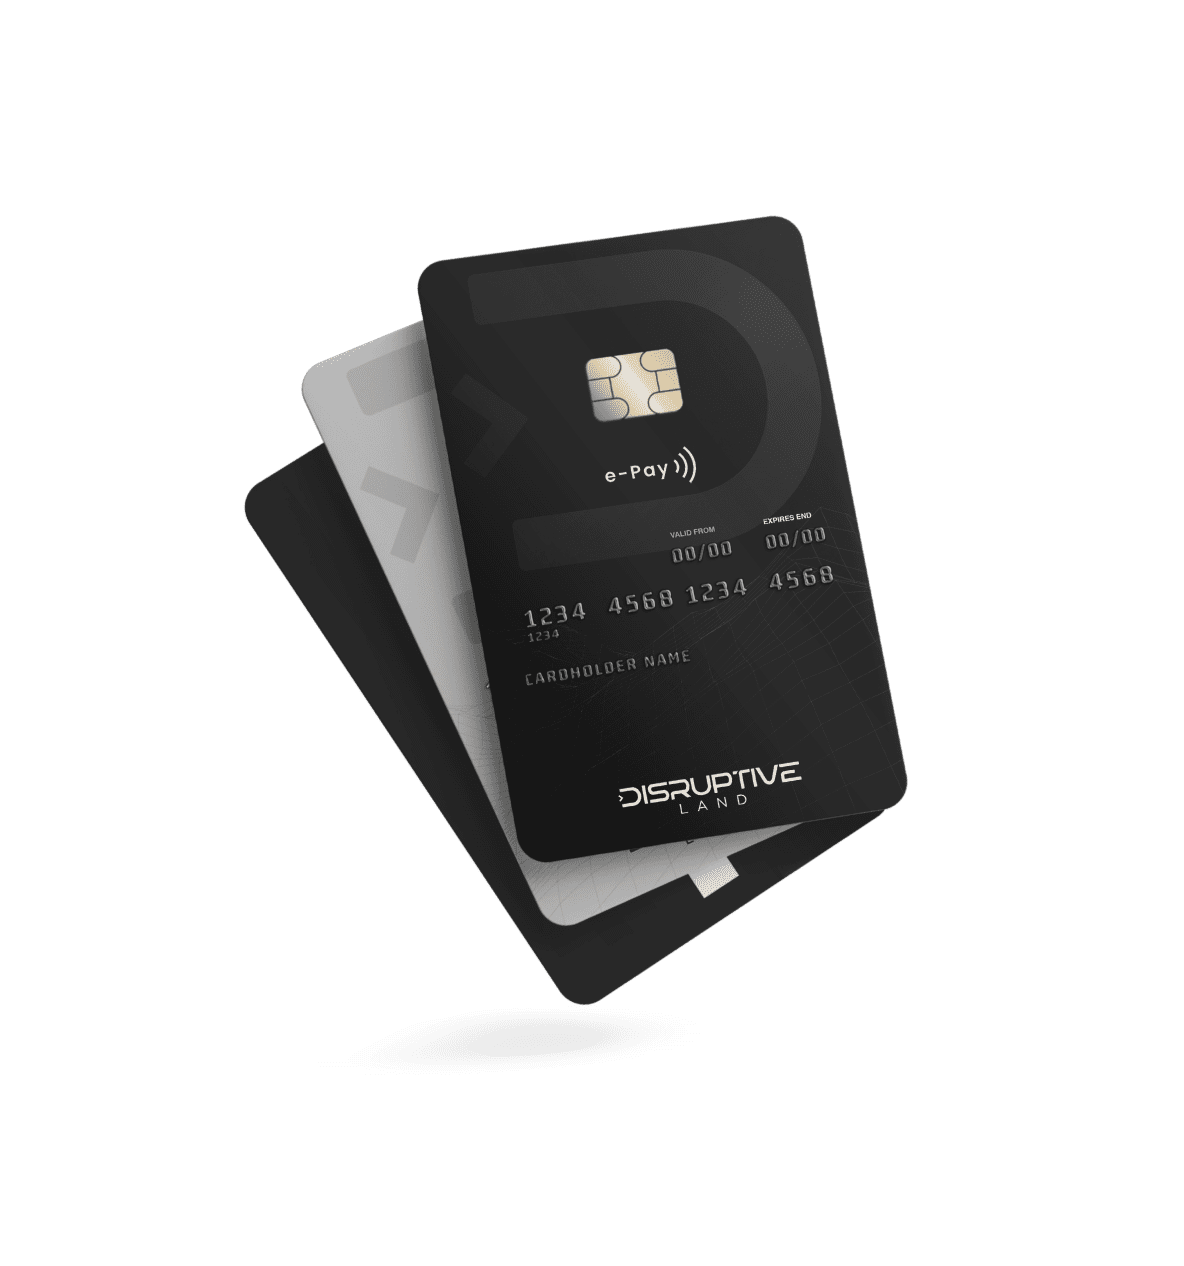 e-Pay
VALID FROM EXPIRES END
00/00 00/00
1234 4568 1234 4568
1234
CARDHOLDER NAME
DISRUPTIVE
LAND